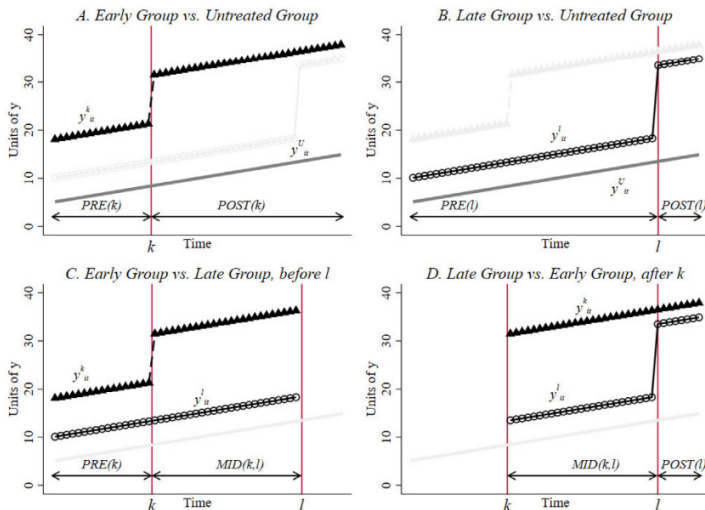 A. Early Group vs. Untreated Group
40
30
20
10
0
Units of y
y^k_it
y^U_it
PRE(k)
POST(k)
k
Time
B. Late Group vs. Untreated Group
40
30
20
10
0
Units of y
y^l_it
y^U_it
PRE(l)
POST(l)
Time
l
C. Early Group vs. Late Group, before l
40
30
20
10
0
Units of y
y^k_it
y^l_it
PRE(k)
MID(k,l)
k
Time
l
D. Late Group vs. Early Group, after k
40
30
20
10
0
Units of y
y^k_it
y^l_it
MID(k,l)
POST(l)
k
Time
l